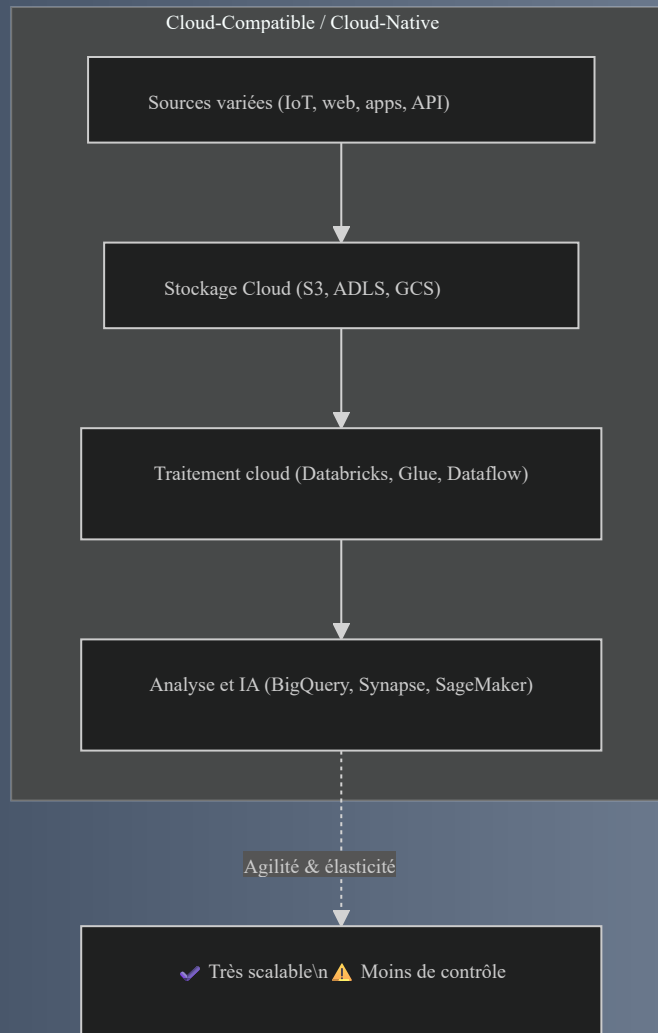 Cloud-Compatible / Cloud-Native
Sources variées (IoT, web, apps, API)
Stockage Cloud (S3, ADLS, GCS)
Traitement cloud (Databricks, Glue, Dataflow)
Analyse et IA (BigQuery, Synapse, SageMaker)
Agilité & élasticité
✔ Très scalable\n ⚠ Moins de contrôle